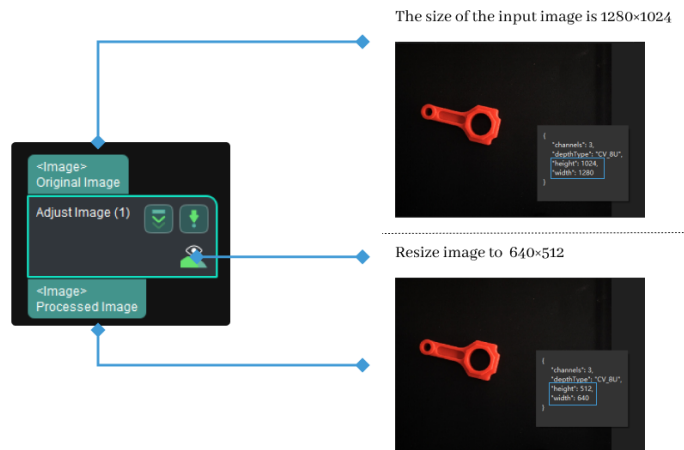 The size of the input image is 1280×1024
<Image>
Original Image
Adjust Image (1)
<Image>
Processed Image
{
"channels": 3,
"depthType": "CV_8U",
"height": 1024,
"width": 1280
}
Resize image to 640×512
{
"channels": 3,
"depthType": "CV_8U",
"height": 512,
"width": 640
}